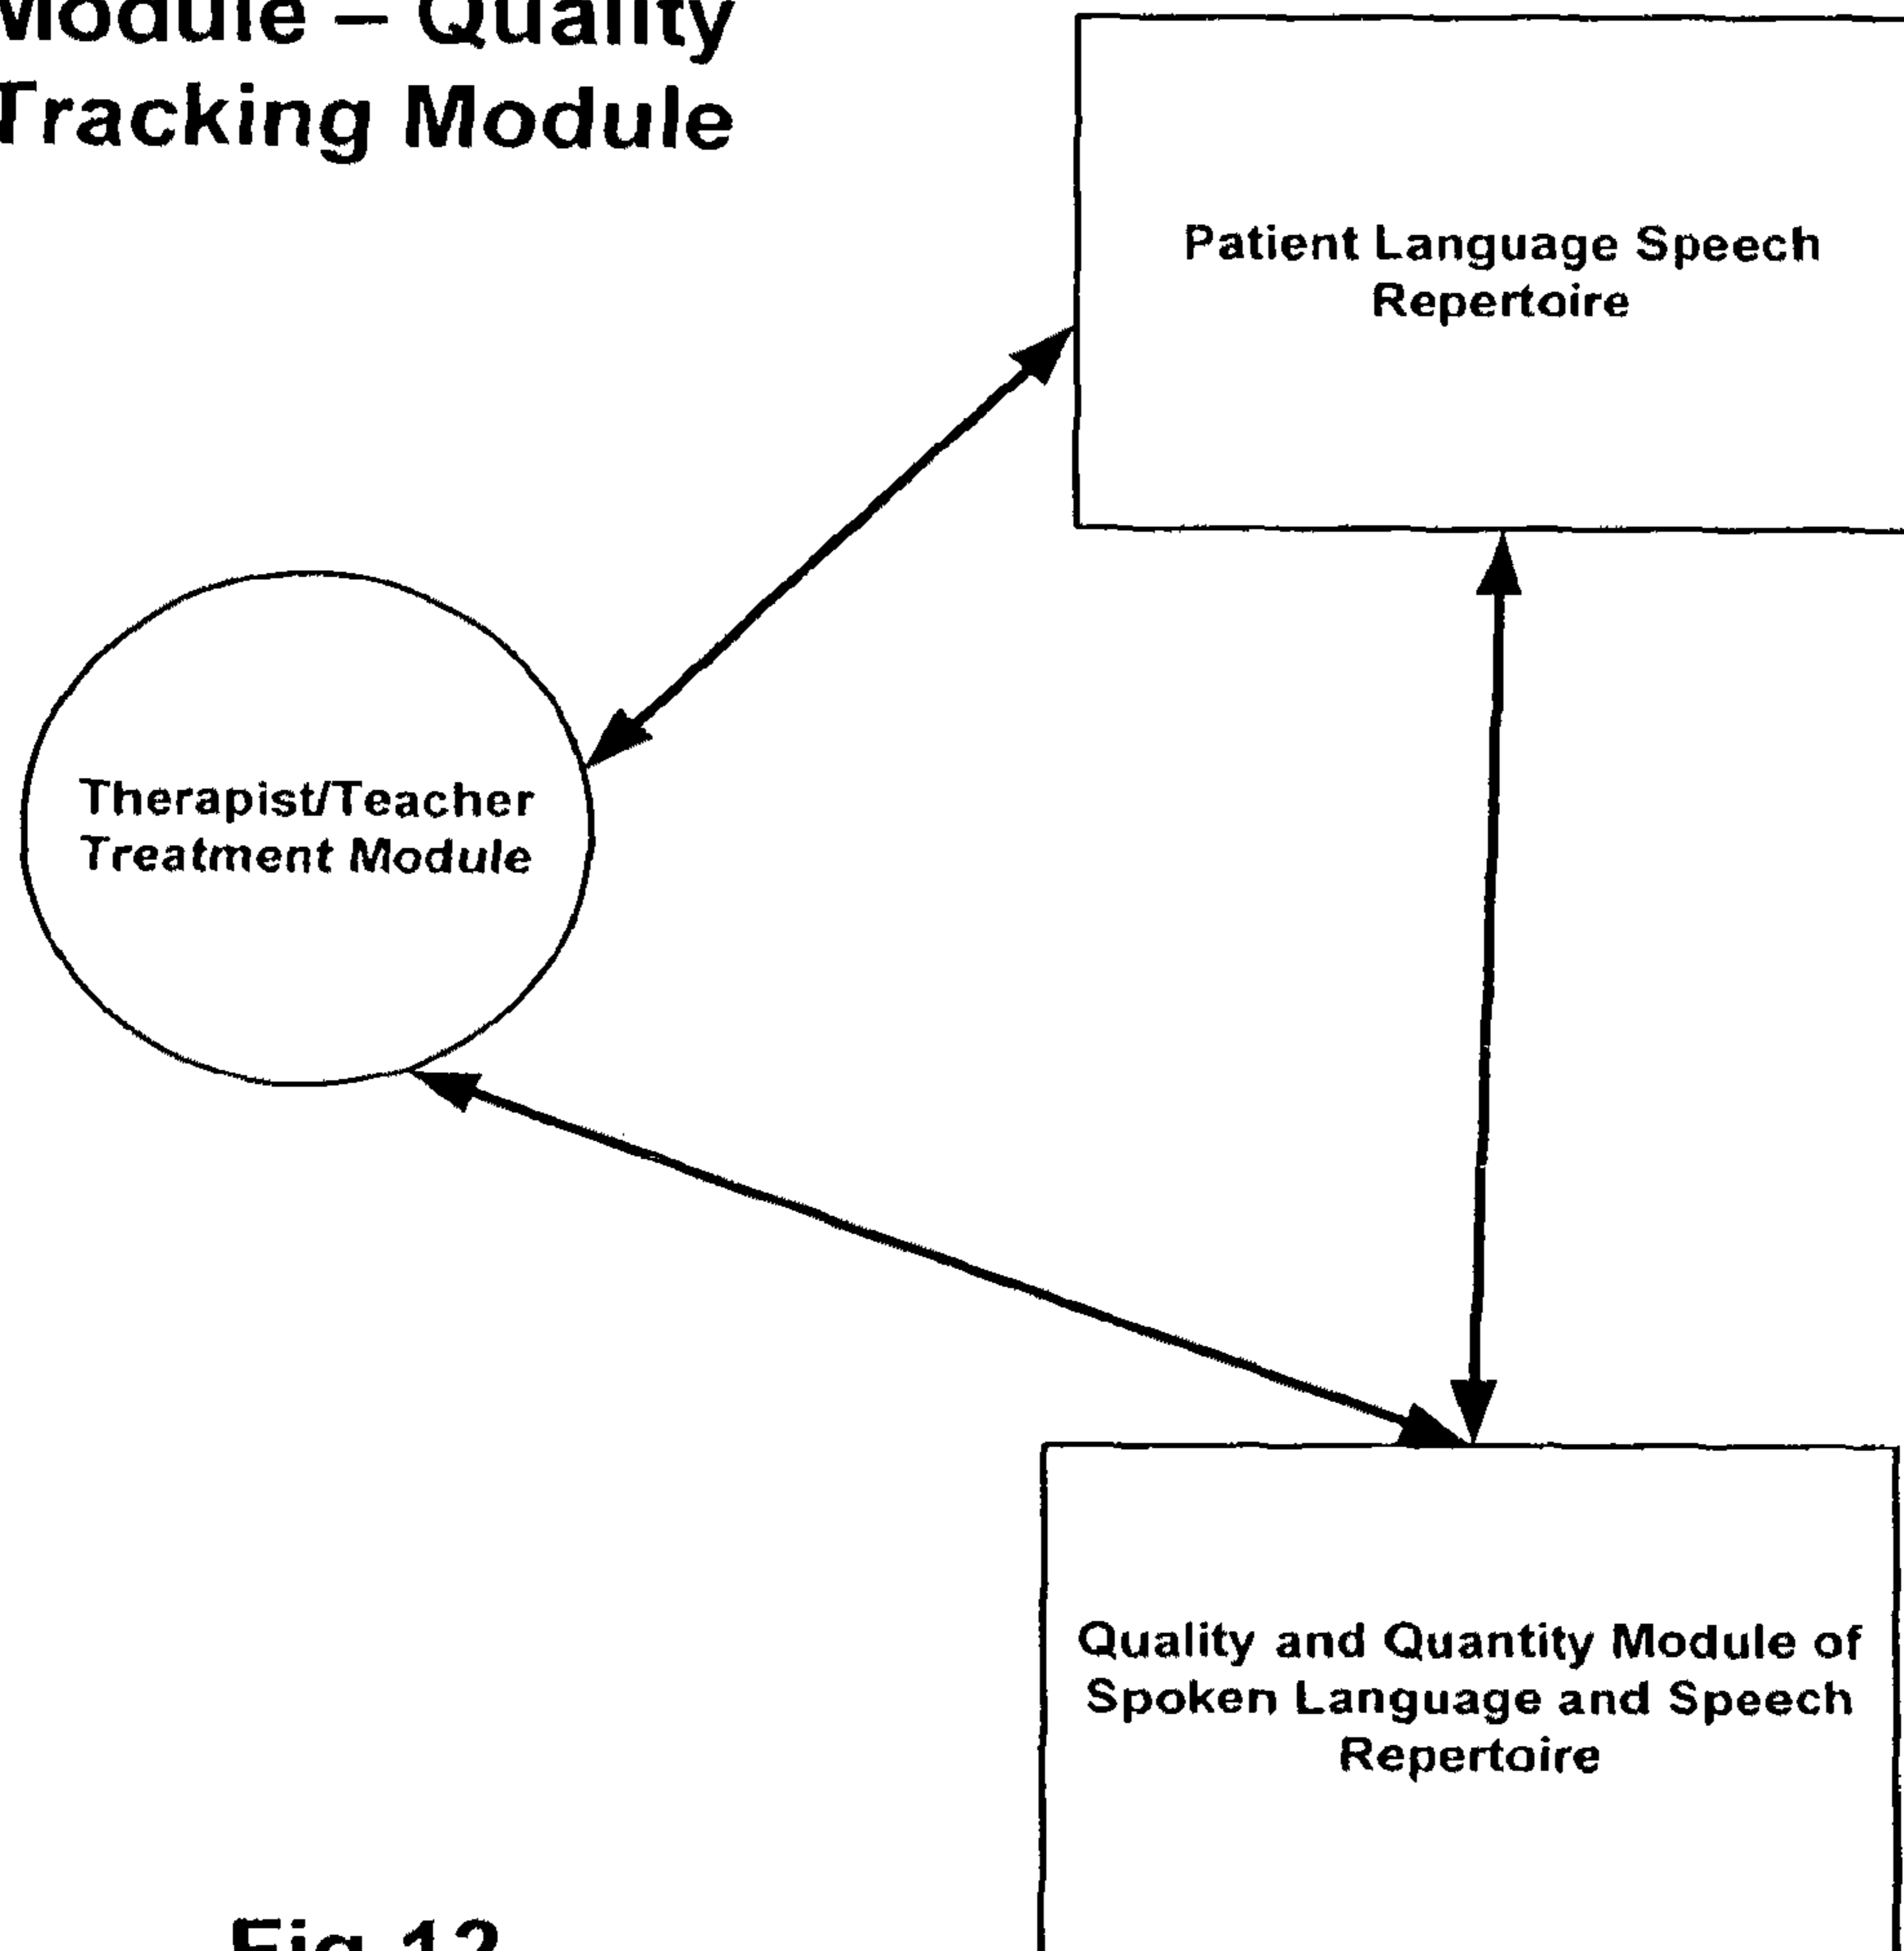 Module – Quality
Tracking Module
Patient Language Speech
Repertoire
Therapist/Teacher
Treatment Module
Quality and Quantity Module of
Spoken Language and Speech
Repertoire
Fig 12